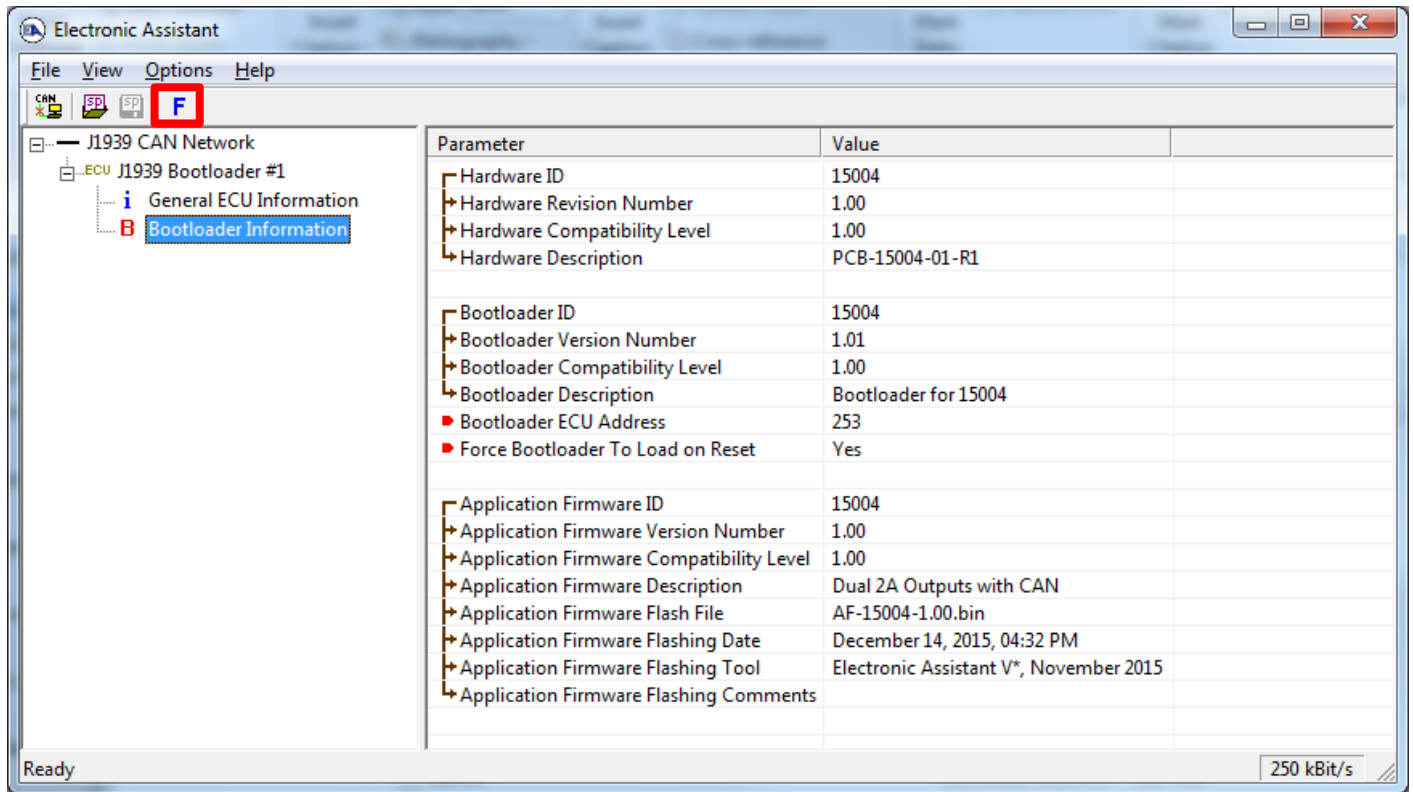 Electronic Assistant
File View Options Help
CAN SP SP F
J1939 CAN Network
ECU J1939 Bootloader #1
i General ECU Information
B Bootloader Information
Parameter Value
Hardware ID 15004
Hardware Revision Number 1.00
Hardware Compatibility Level 1.00
Hardware Description PCB-15004-01-R1
Bootloader ID 15004
Bootloader Version Number 1.01
Bootloader Compatibility Level 1.00
Bootloader Description Bootloader for 15004
Bootloader ECU Address 253
Force Bootloader To Load on Reset Yes
Application Firmware ID 15004
Application Firmware Version Number 1.00
Application Firmware Compatibility Level 1.00
Application Firmware Description Dual 2A Outputs with CAN
Application Firmware Flash File AF-15004-1.00.bin
Application Firmware Flashing Date December 14, 2015, 04:32 PM
Application Firmware Flashing Tool Electronic Assistant V*, November 2015
Application Firmware Flashing Comments
Ready 250 kBit/s